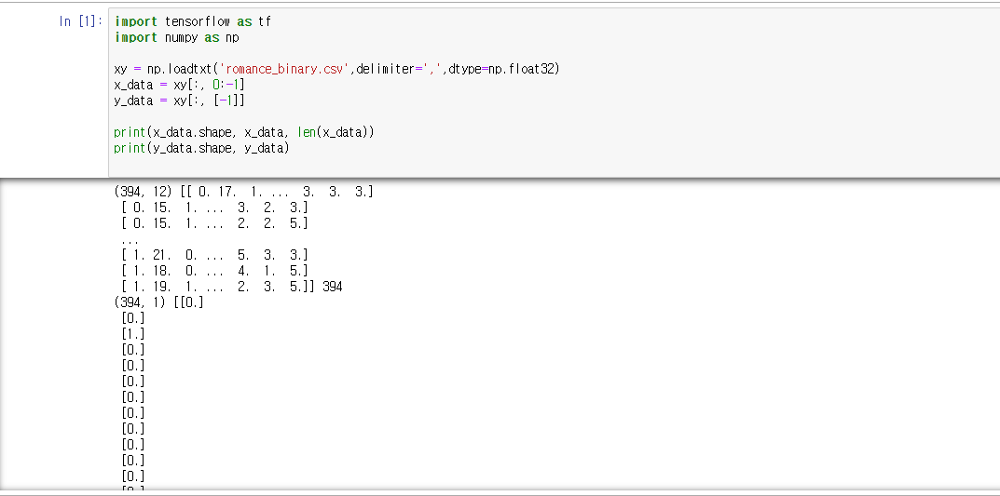 In [1]: import tensorflow as tf
import numpy as np
xy = np.loadtxt('romance_binary.csv',delimiter=',',dtype=np.float32)
x_data = xy[:, 0:-1]
y_data = xy[:, [-1]]
print(x_data.shape, x_data, len(x_data))
print(y_data.shape, y_data)
(394, 12) [[ 0. 17. 1. ... 3. 3. 3.]
[ 0. 15. 1. ... 3. 2. 3.]
[ 0. 15. 1. ... 2. 2. 5.]
...
[ 1. 21. 0. ... 5. 3. 3.]
[ 1. 18. 0. ... 4. 1. 5.]
[ 1. 19. 1. ... 2. 3. 5.]] 394
(394, 1) [[0.]
[0.]
[1.]
[0.]
[0.]
[0.]
[0.]
[0.]
[0.]
[0.]
[0.]
[0.]